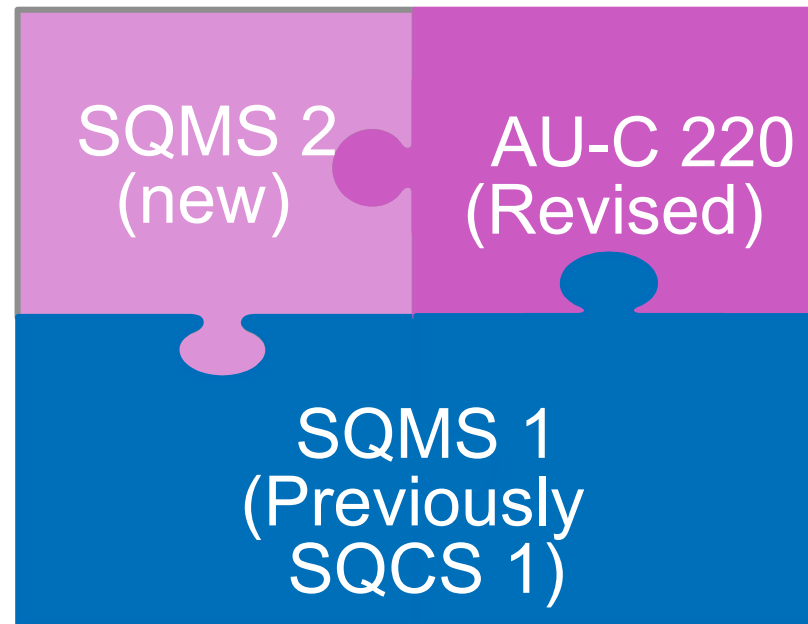 SQMS 2
(new)
AU-C 220
(Revised)
SQMS 1
(Previously
SQCS 1)